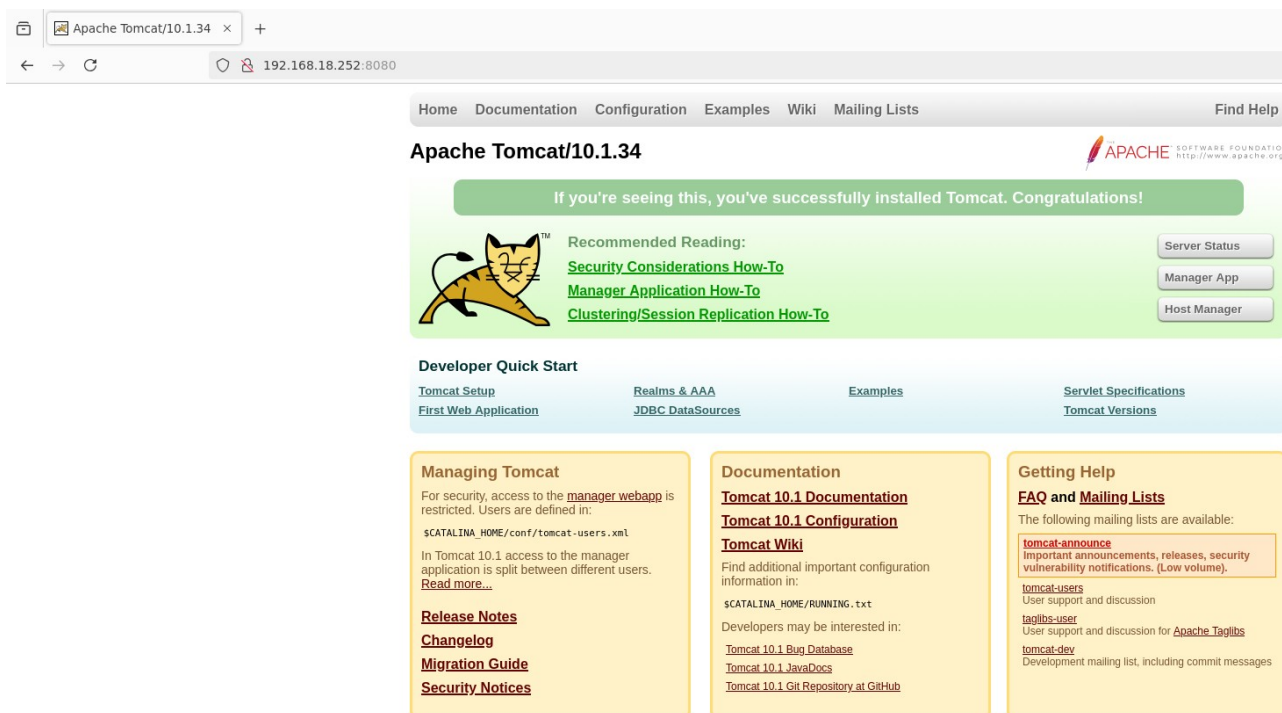 Apache Tomcat/10.1.34
192.168.18.252:8080
Home Documentation Configuration Examples Wiki Mailing Lists Find Help
Apache Tomcat/10.1.34
THE APACHE SOFTWARE FOUNDATIO
http://www.apache.org
If you're seeing this, you've successfully installed Tomcat. Congratulations!
TM
Recommended Reading:
Security Considerations How-To
Manager Application How-To
Clustering/Session Replication How-To
Server Status
Manager App
Host Manager
Developer Quick Start
Tomcat Setup
First Web Application
Realms & AAA
JDBC DataSources
Examples
Servlet Specifications
Tomcat Versions
Managing Tomcat
For security, access to the manager webapp is
restricted. Users are defined in:
$CATALINA_HOME/conf/tomcat-users.xml
In Tomcat 10.1 access to the manager
application is split between different users.
Read more...
Release Notes
Changelog
Migration Guide
Security Notices
Documentation
Tomcat 10.1 Documentation
Tomcat 10.1 Configuration
Tomcat Wiki
Find additional important configuration
information in:
$CATALINA_HOME/RUNNING.txt
Developers may be interested in:
Tomcat 10.1 Bug Database
Tomcat 10.1 JavaDocs
Tomcat 10.1 Git Repository at GitHub
Getting Help
FAQ and Mailing Lists
The following mailing lists are available:
tomcat-announce
Important announcements, releases, security
vulnerability notifications. (Low volume).
tomcat-users
User support and discussion
taglibs-user
User support and discussion for Apache Taglibs
tomcat-dev
Development mailing list, including commit messages